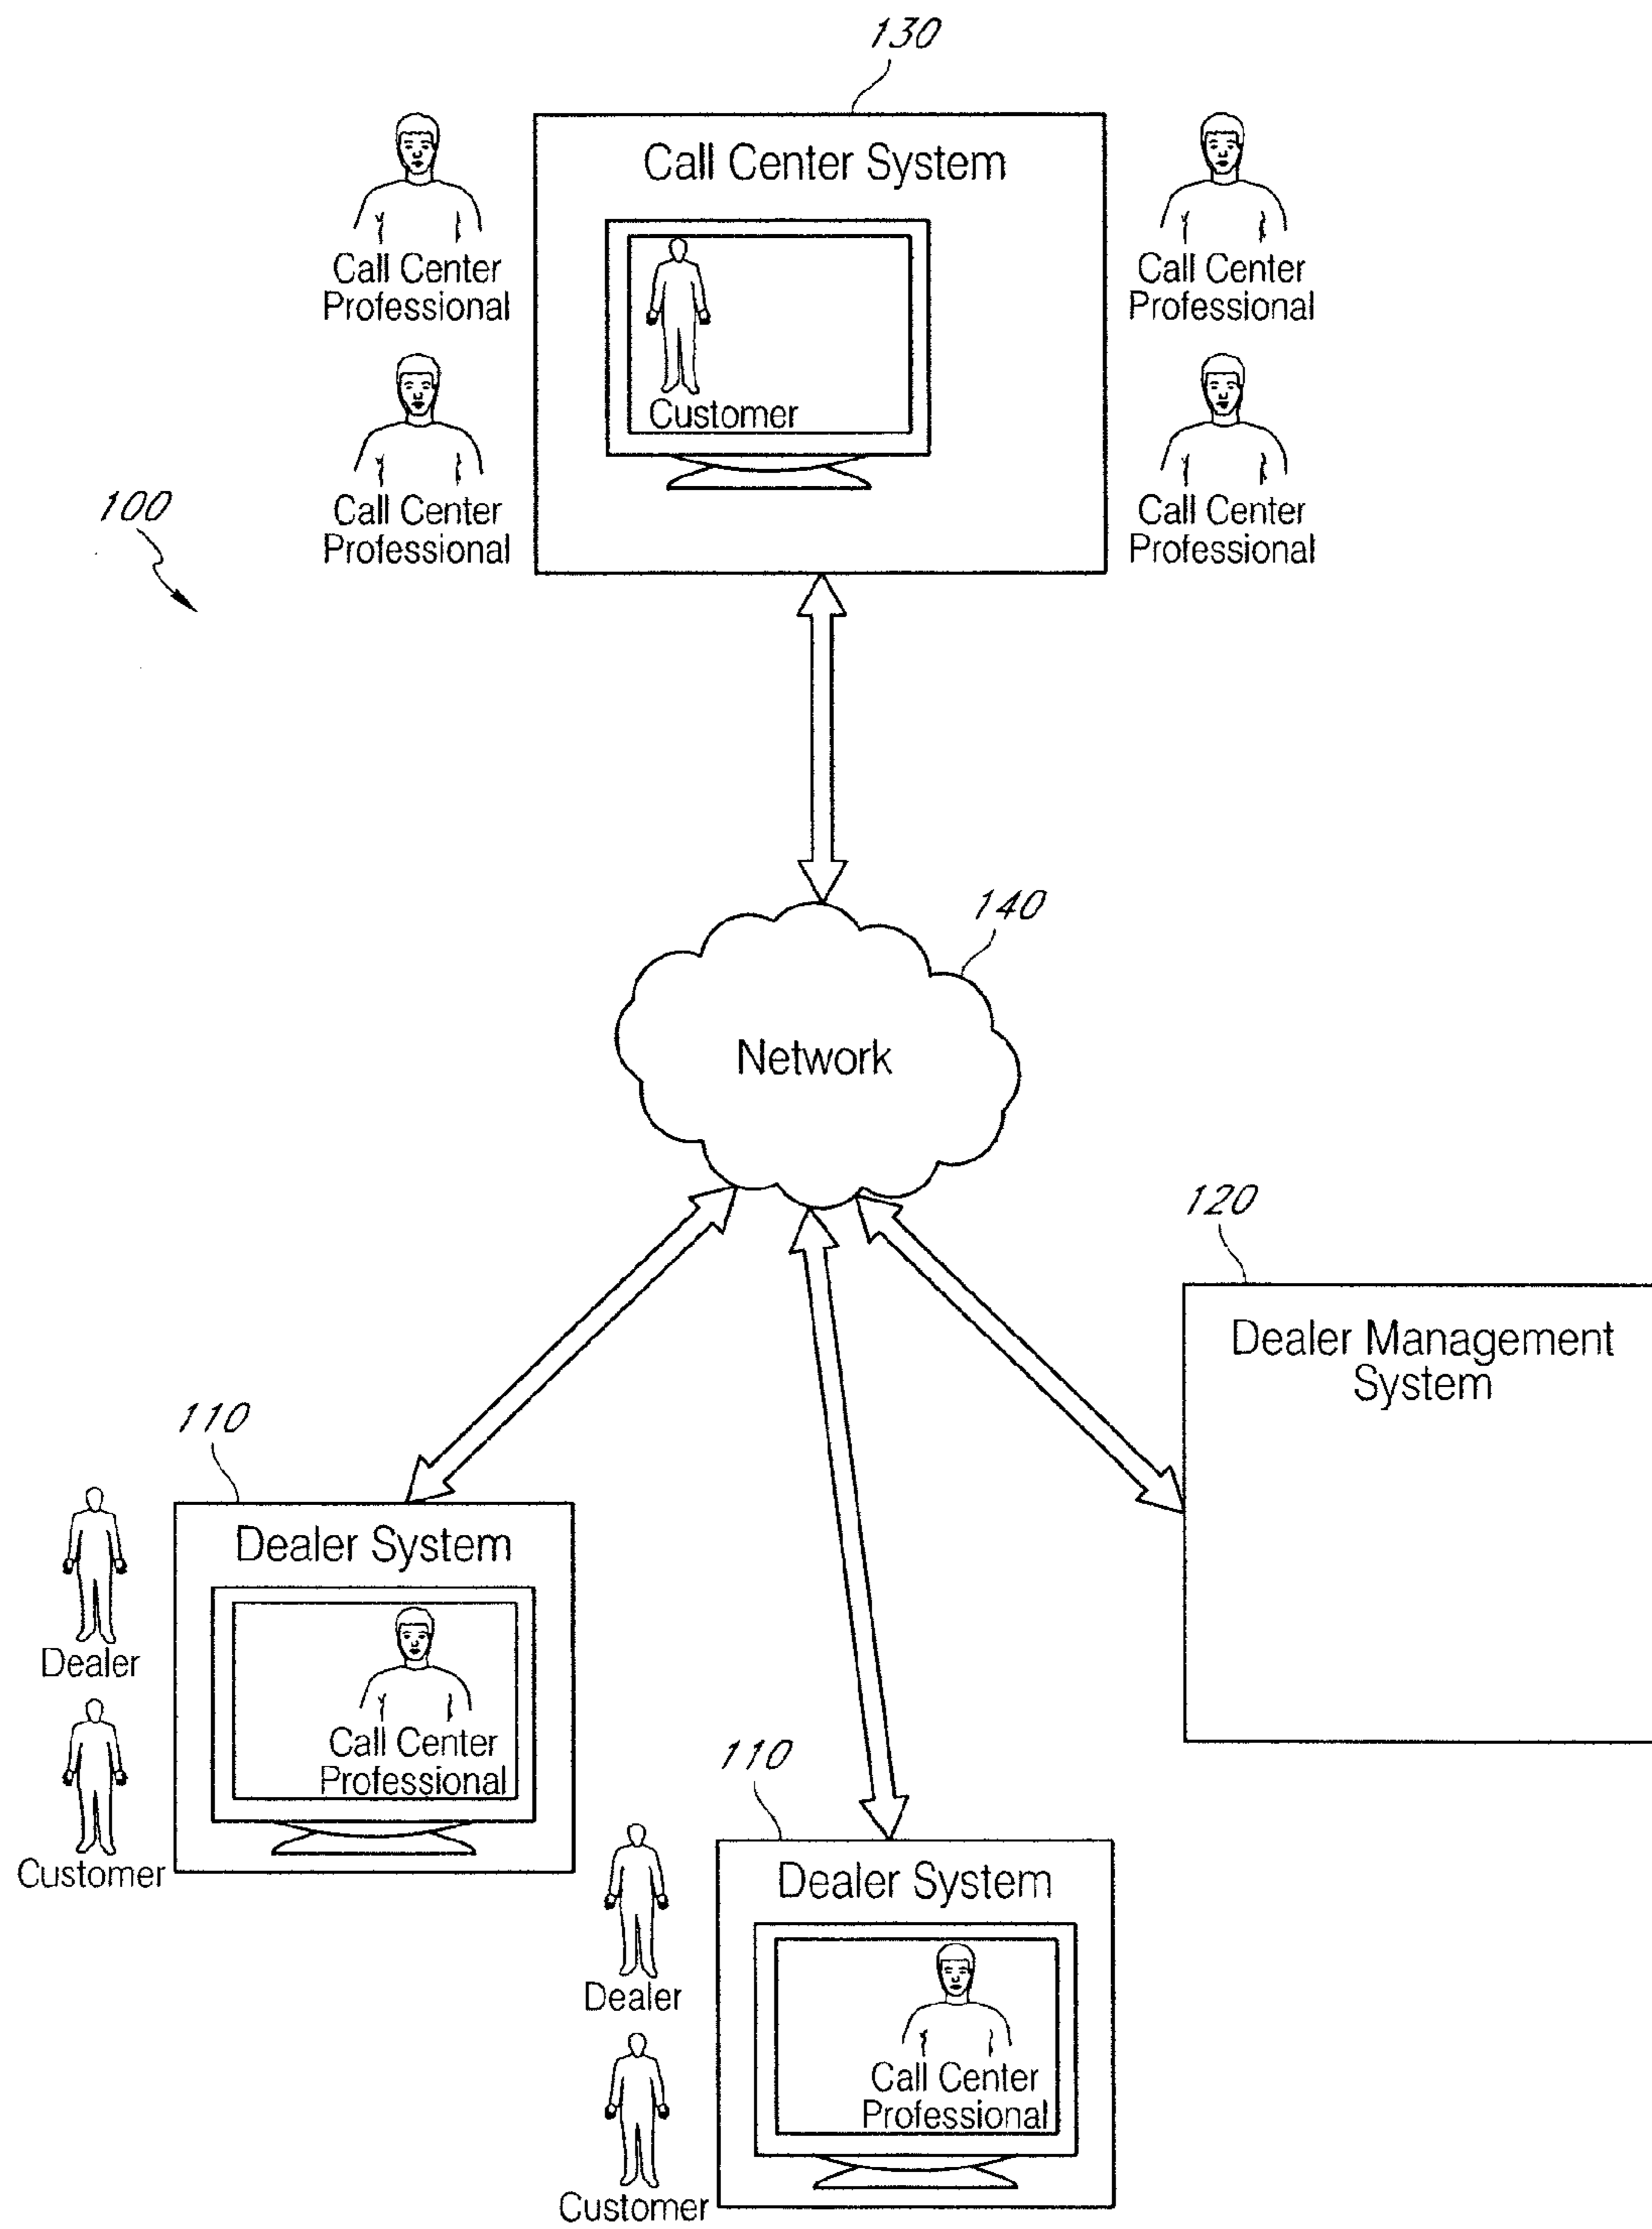 130
Call Center System
Call Center
Professional
Call Center
Professional
Customer
Call Center
Professional
Call Center
Professional
100
140
Network
120
Dealer Management
System
110
Dealer System
Dealer
Call Center
Professional
Customer
110
Dealer System
Dealer
Call Center
Professional
Customer